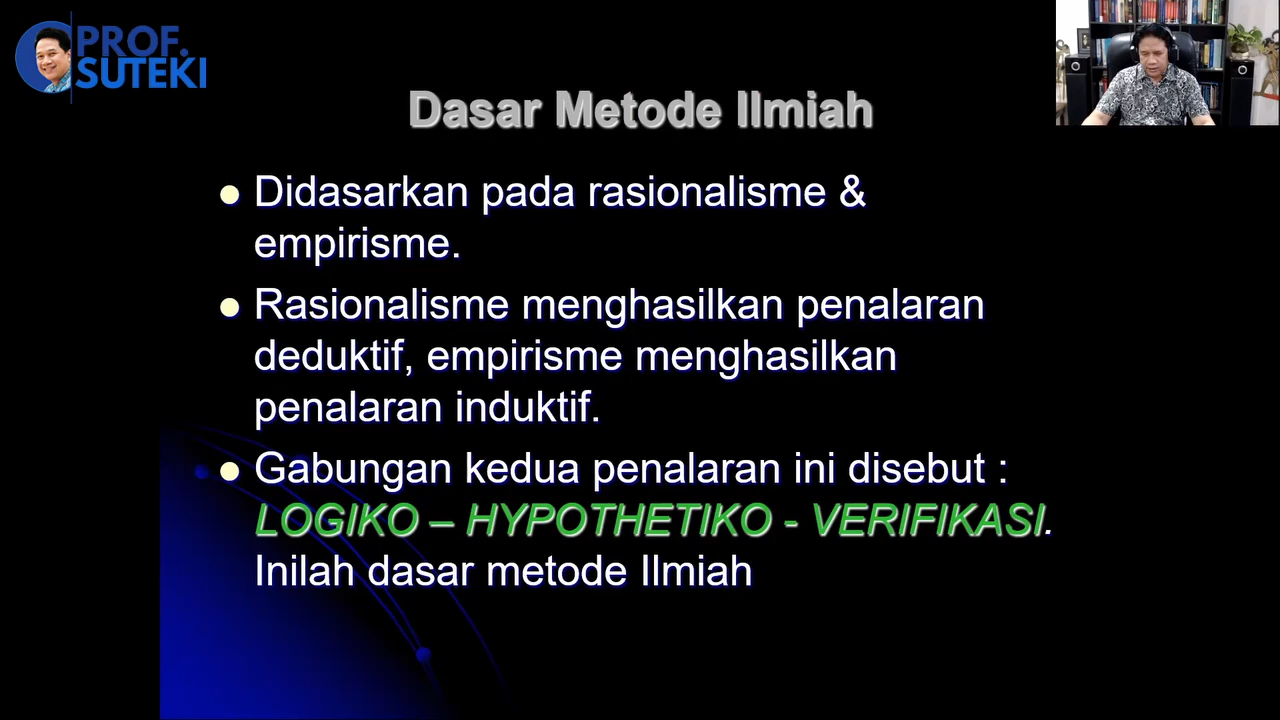 PROF.
SUTEKI
Dasar Metode Ilmiah
Didasarkan pada rasionalisme &
empirisme.
Rasionalisme menghasilkan penalaran
deduktif, empirisme menghasilkan
penalaran induktif.
Gabungan kedua penalaran ini disebut :
LOGIKO – HYPOTHETIKO - VERIFIKASI.
Inilah dasar metode Ilmiah